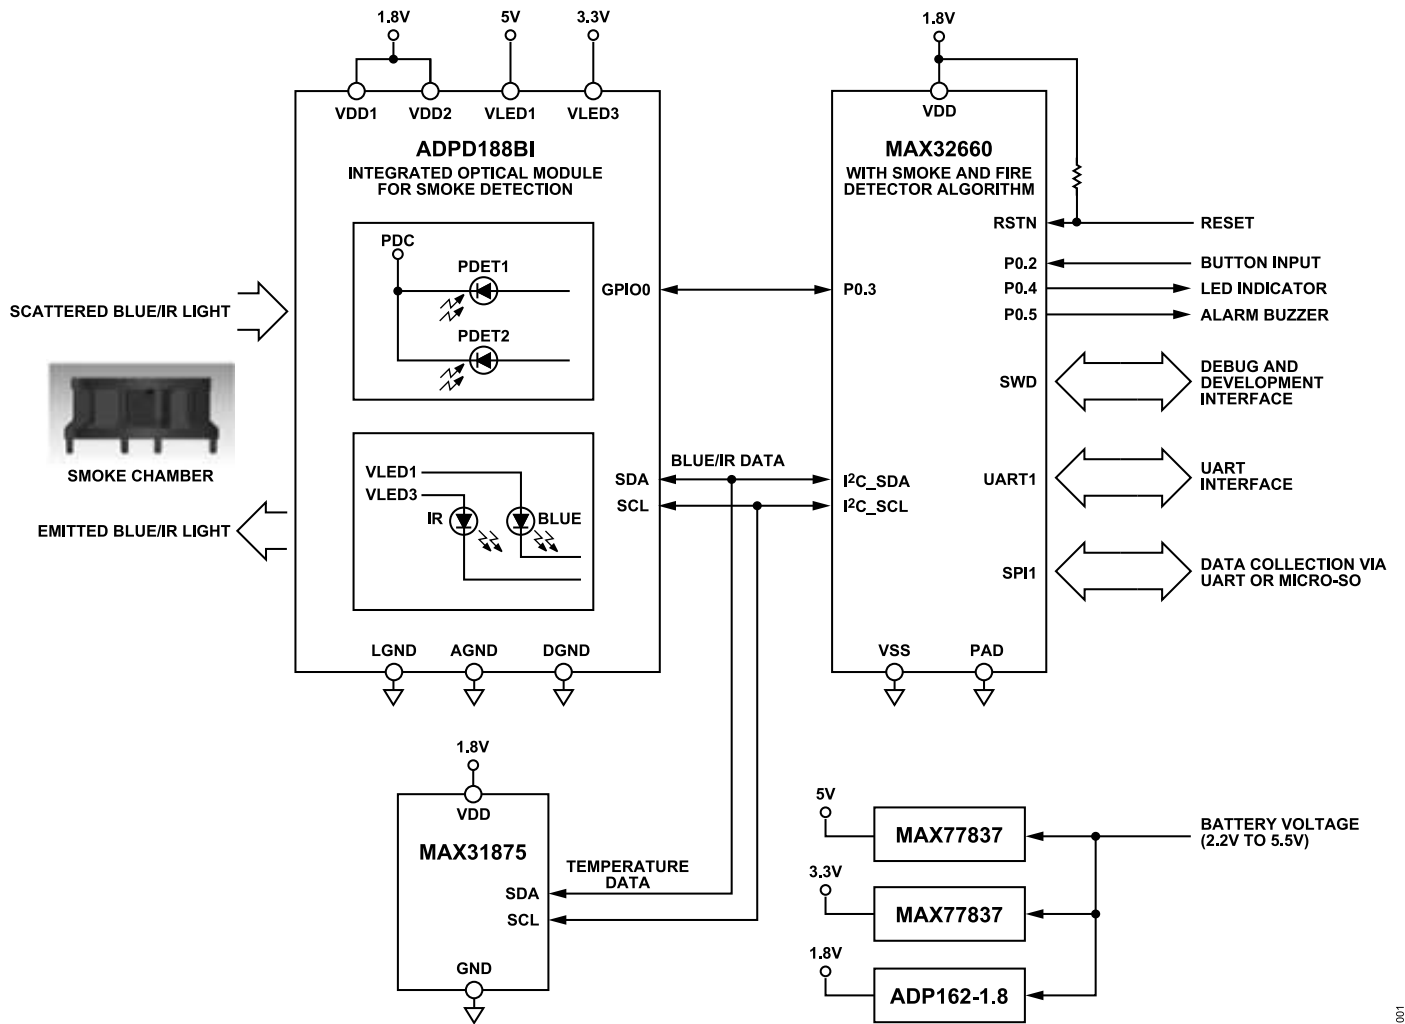 1.8V
5V
3.3V
1.8V
VDD1
VDD2
VLED1
VLED3
VDD
ADPD188BI
INTEGRATED OPTICAL MODULE
FOR SMOKE DETECTION
MAX32660
WITH SMOKE AND FIRE
DETECTOR ALGORITHM
PDC
PDET1
PDET2
GPIO0
P0.3
RSTN
RESET
P0.2
BUTTON INPUT
P0.4
LED INDICATOR
P0.5
ALARM BUZZER
SCATTERED BLUE/IR LIGHT
SMOKE CHAMBER
EMITTED BLUE/IR LIGHT
SWD
DEBUG AND
DEVELOPMENT
INTERFACE
VLED1
VLED3
IR
BLUE
SDA
SCL
BLUE/IR DATA
I²C_SDA
I²C_SCL
UART1
UART
INTERFACE
SPI1
DATA COLLECTION VIA
UART OR MICRO-SO
LGND
AGND
DGND
VSS
PAD
1.8V
VDD
MAX31875
TEMPERATURE
DATA
SDA
SCL
GND
5V
MAX77837
BATTERY VOLTAGE
(2.2V TO 5.5V)
3.3V
MAX77837
1.8V
ADP162-1.8
001